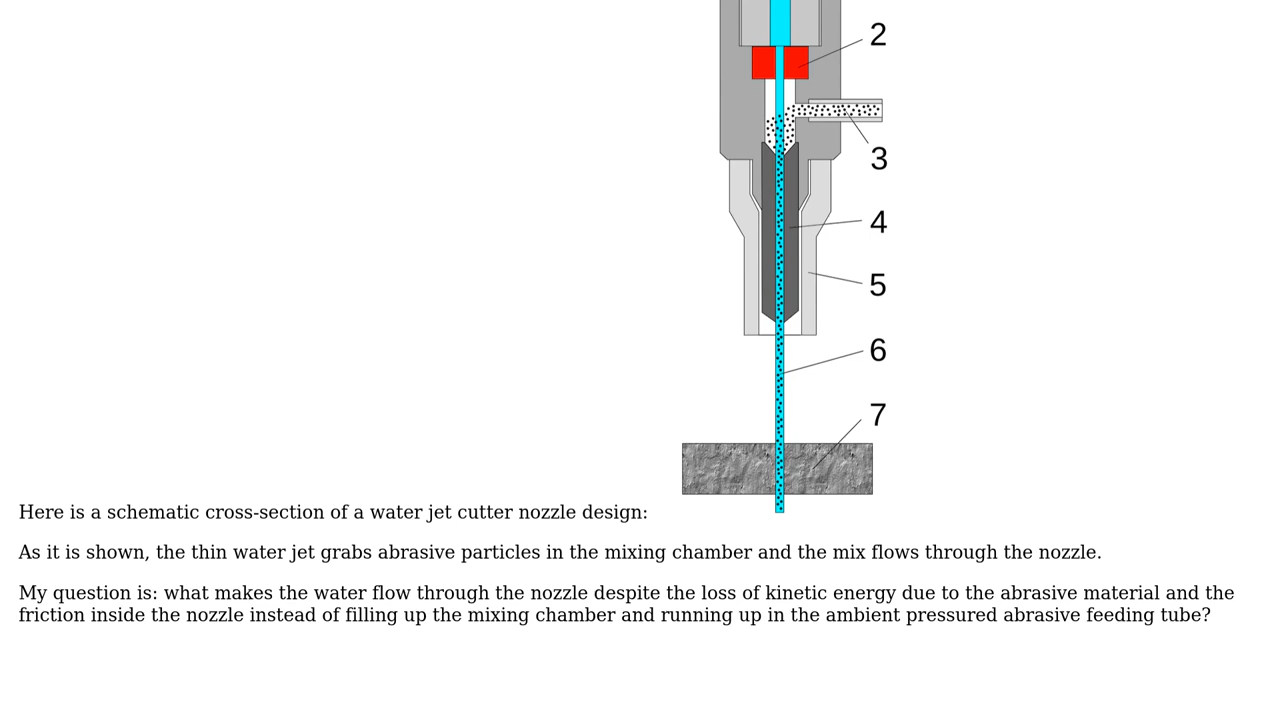 2
3
4
5
6
7
Here is a schematic cross-section of a water jet cutter nozzle design:
As it is shown, the thin water jet grabs abrasive particles in the mixing chamber and the mix flows through the nozzle.
My question is: what makes the water flow through the nozzle despite the loss of kinetic energy due to the abrasive material and the
friction inside the nozzle instead of filling up the mixing chamber and running up in the ambient pressured abrasive feeding tube?